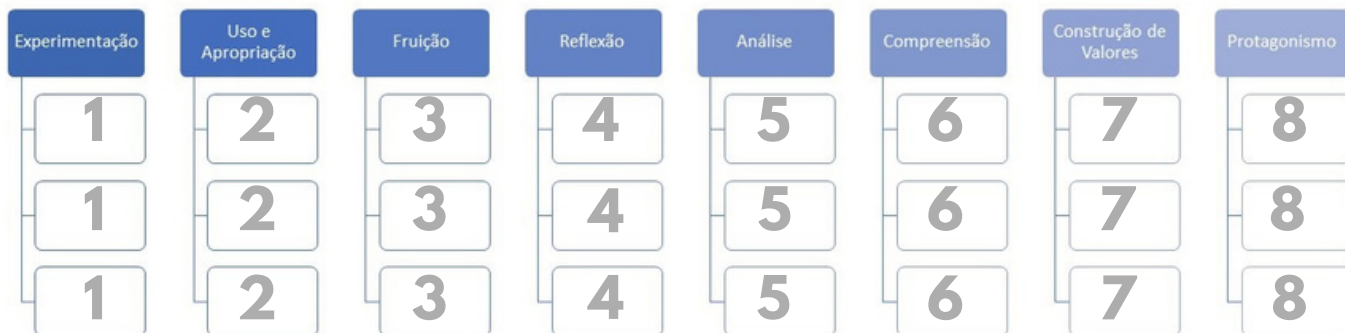 Experimentação
Uso e
Apropriação
Fruição
Reflexão
Análise
Compreensão
Construção de
Valores
Protagonismo
1 2 3 4 5 6 7 8
1 2 3 4 5 6 7 8
1 2 3 4 5 6 7 8